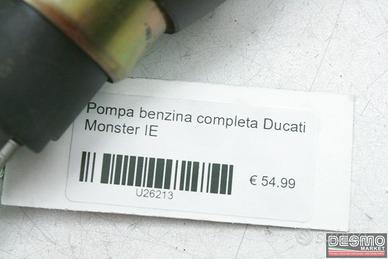 Pompa benzina completa Ducati
Monster IE
€ 54.99
U26213
DESMO
MARKET